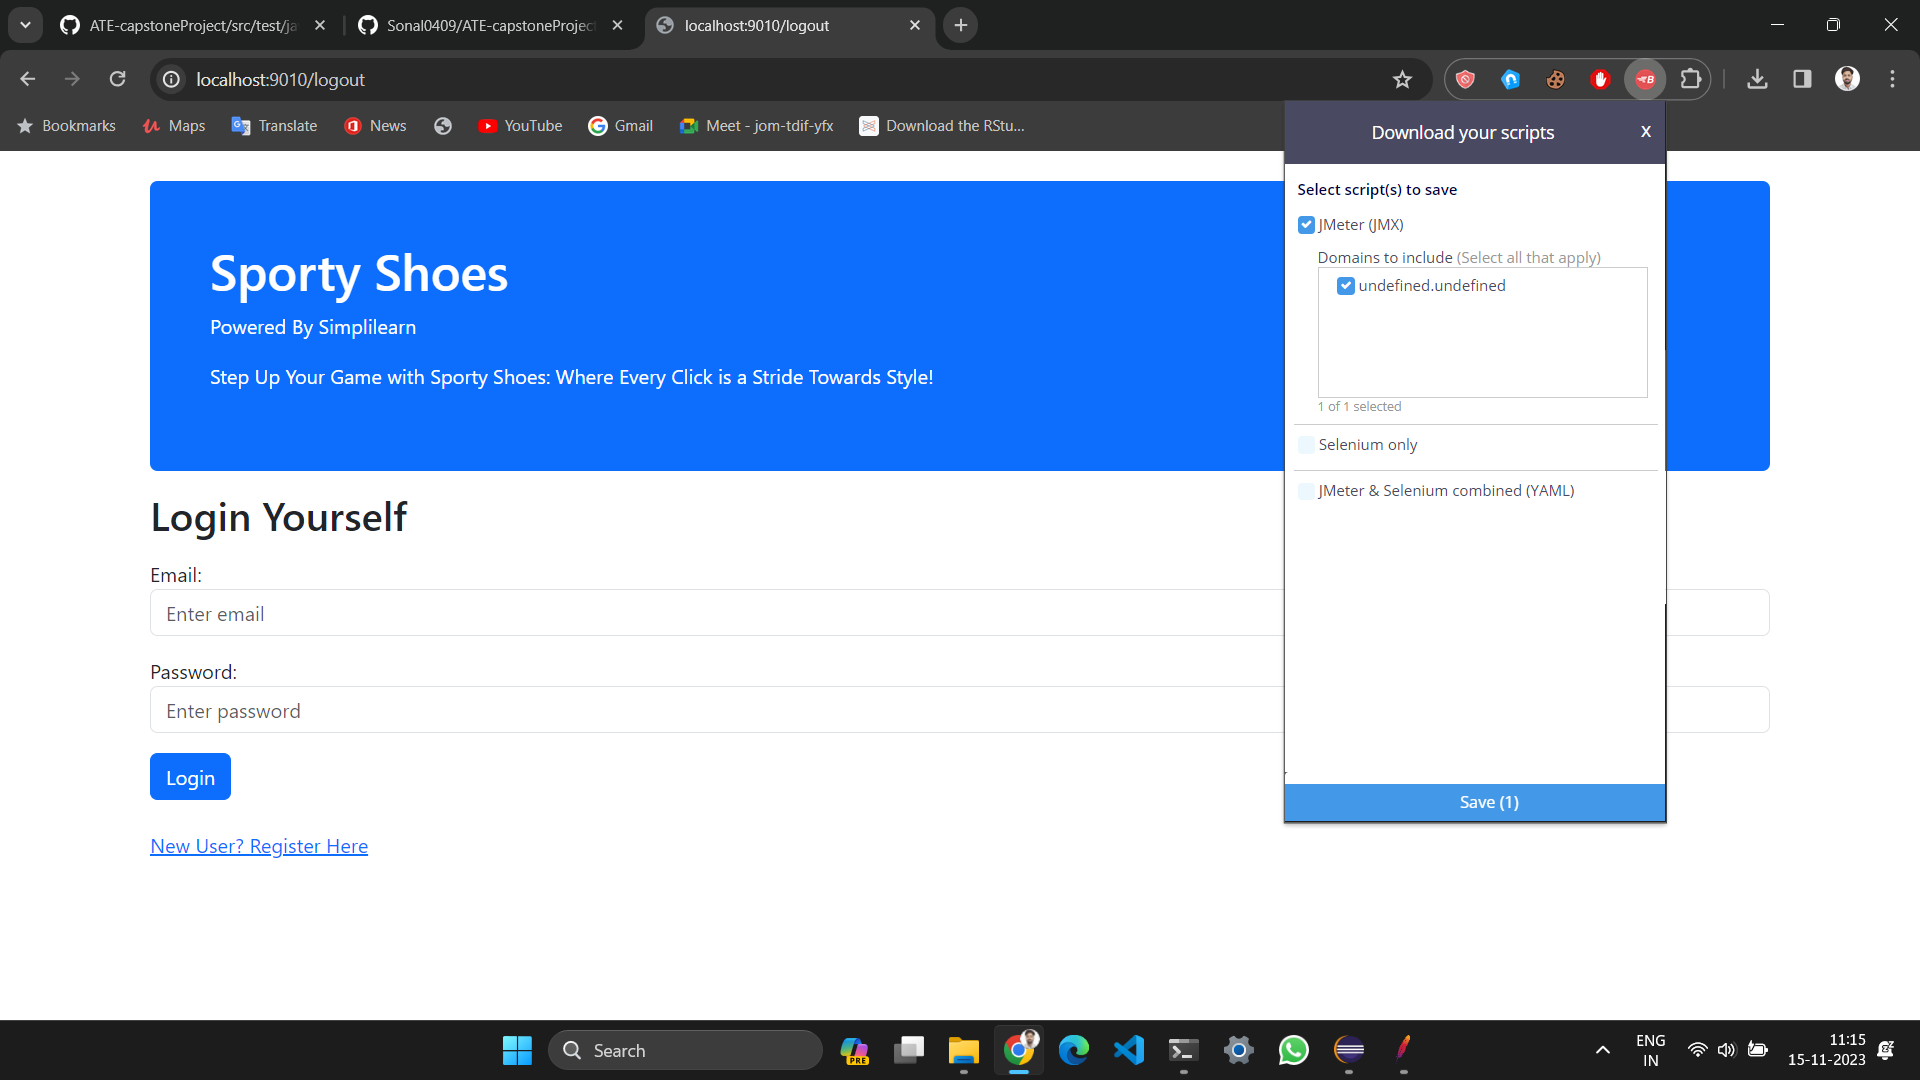 ATE-capstoneProject/src/test/ja
Sonal0409/ATE-capstoneProject
localhost:9010/logout
localhost:9010/logout
Bookmarks
Maps
Translate
News
YouTube
Gmail
Meet - jom-tdif-yfx
Download the RStu...
Download your scripts
X
Select script(s) to save
JMeter (JMX)
Domains to include (Select all that apply)
undefined.undefined
1 of 1 selected
Selenium only
JMeter & Selenium combined (YAML)
Save (1)
Sporty Shoes
Powered By Simplilearn
Step Up Your Game with Sporty Shoes: Where Every Click is a Stride Towards Style!
Login Yourself
Email:
Enter email
Password:
Enter password
Login
New User? Register Here
Search
PRE
ENG
IN
11:15
15-11-2023